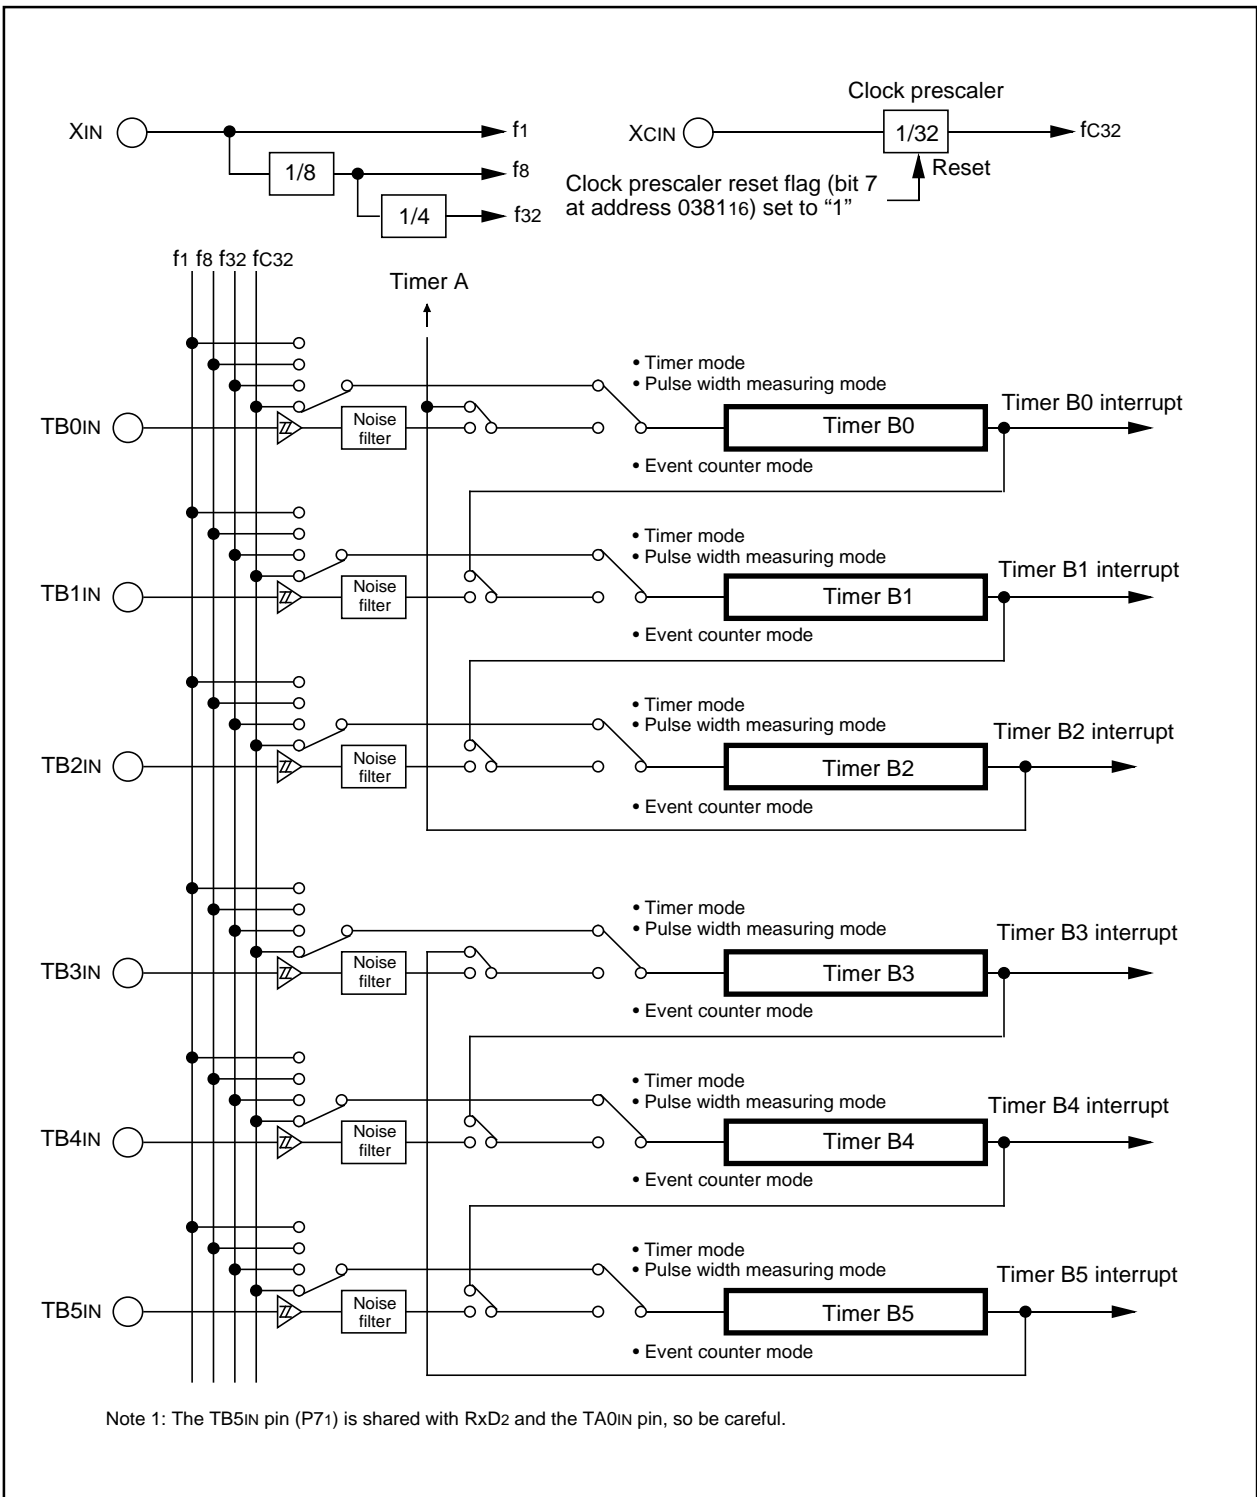 Clock prescaler
XIN
f1
XCIN
1/32
fC32
1/8
f8
Reset
Clock prescaler reset flag (bit 7
at address 038116) set to “1”
1/4
f32
f1 f8 f32 fC32
Timer A
• Timer mode
• Pulse width measuring mode
Timer B0 interrupt
TB0IN
Noise
filter
Timer B0
• Event counter mode
• Timer mode
• Pulse width measuring mode
Timer B1 interrupt
TB1IN
Noise
filter
Timer B1
• Event counter mode
• Timer mode
• Pulse width measuring mode
Timer B2 interrupt
TB2IN
Noise
filter
Timer B2
• Event counter mode
• Timer mode
• Pulse width measuring mode
Timer B3 interrupt
TB3IN
Noise
filter
Timer B3
• Event counter mode
• Timer mode
• Pulse width measuring mode
Timer B4 interrupt
TB4IN
Noise
filter
Timer B4
• Event counter mode
• Timer mode
• Pulse width measuring mode
Timer B5 interrupt
TB5IN
Noise
filter
Timer B5
• Event counter mode
Note 1: The TB5IN pin (P71) is shared with RxD2 and the TA0IN pin, so be careful.